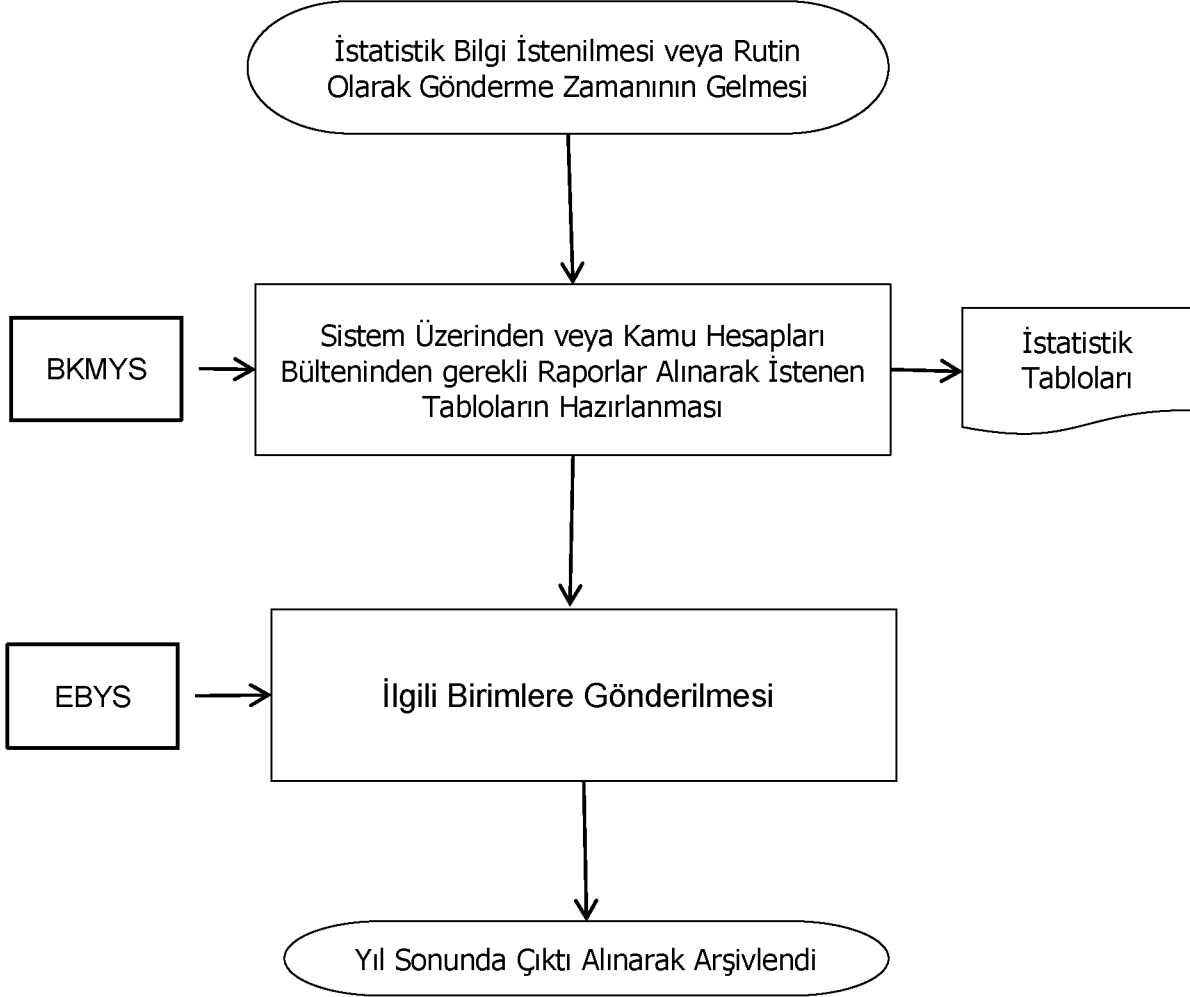 İstatistik Bilgi İstenilmesi veya Rutin
Olarak Gönderme Zamanının Gelmesi
BKMYS
Sistem Üzerinden veya Kamu Hesapları
Bülteninden gerekli Raporlar Alınarak İstenen
Tabloların Hazırlanması
İstatistik
Tabloları
EBYS
İlgili Birimlere Gönderilmesi
Yıl Sonunda Çıktı Alınarak Arşivlendi